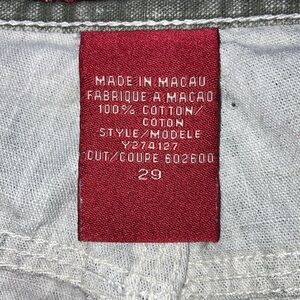 MADE IN MACAU
FABRIQUE A MACAO
100% COTTON/
COTON
STYLE/MODELE
Y274127
CUT/COUPE 602600
29